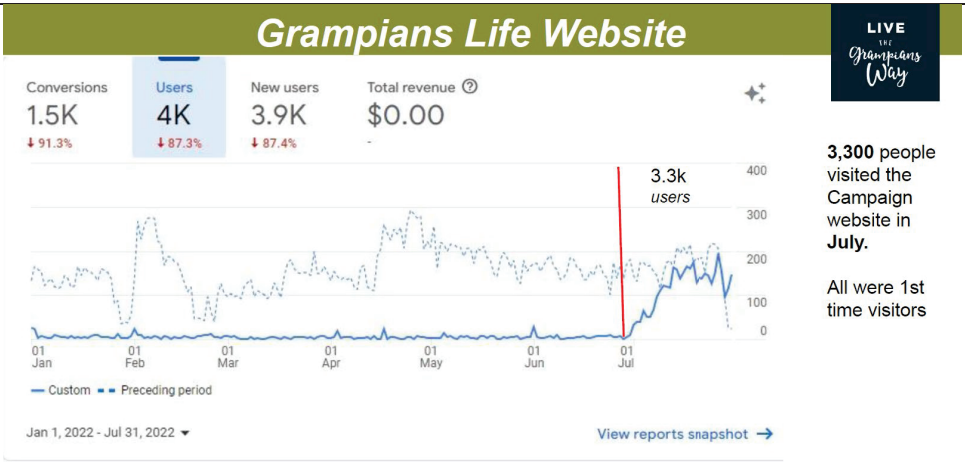 Grampians Life Website
LIVE
THE
Grampians
Way
Conversions
1.5K
↓ 91.3%
Users
4K
↓ 87.3%
New users
3.9K
↓ 87.4%
Total revenue ?
$0.00
-
3.3k
users
400
300
200
100
0
01
Jan
01
Feb
01
Mar
01
Apr
01
May
01
Jun
01
Jul
Custom
Preceding period
Jan 1, 2022 - Jul 31, 2022
View reports snapshot →
3,300 people
visited the
Campaign
website in
July.
All were 1st
time visitors